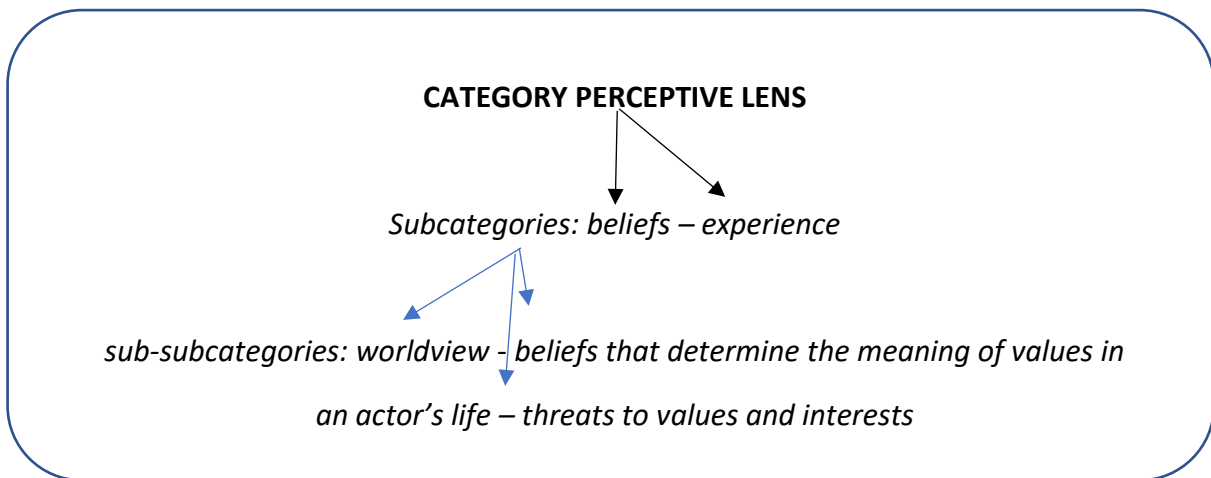 CATEGORY PERCEPTIVE LENS
Subcategories: beliefs – experience
sub-subcategories: worldview - beliefs that determine the meaning of values in
an actor’s life – threats to values and interests